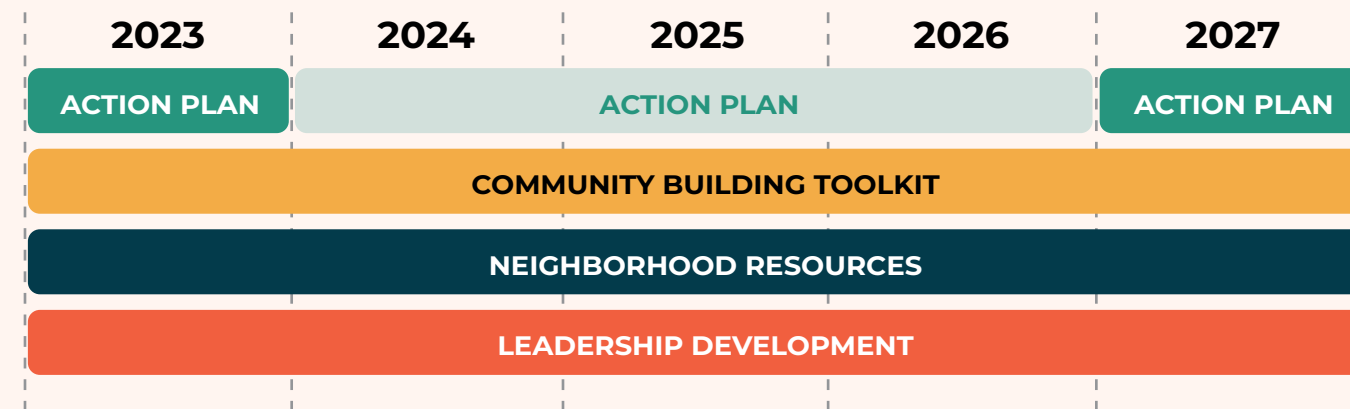 2023 2024 2025 2026 2027
ACTION PLAN ACTION PLAN ACTION PLAN
COMMUNITY BUILDING TOOLKIT
NEIGHBORHOOD RESOURCES
LEADERSHIP DEVELOPMENT